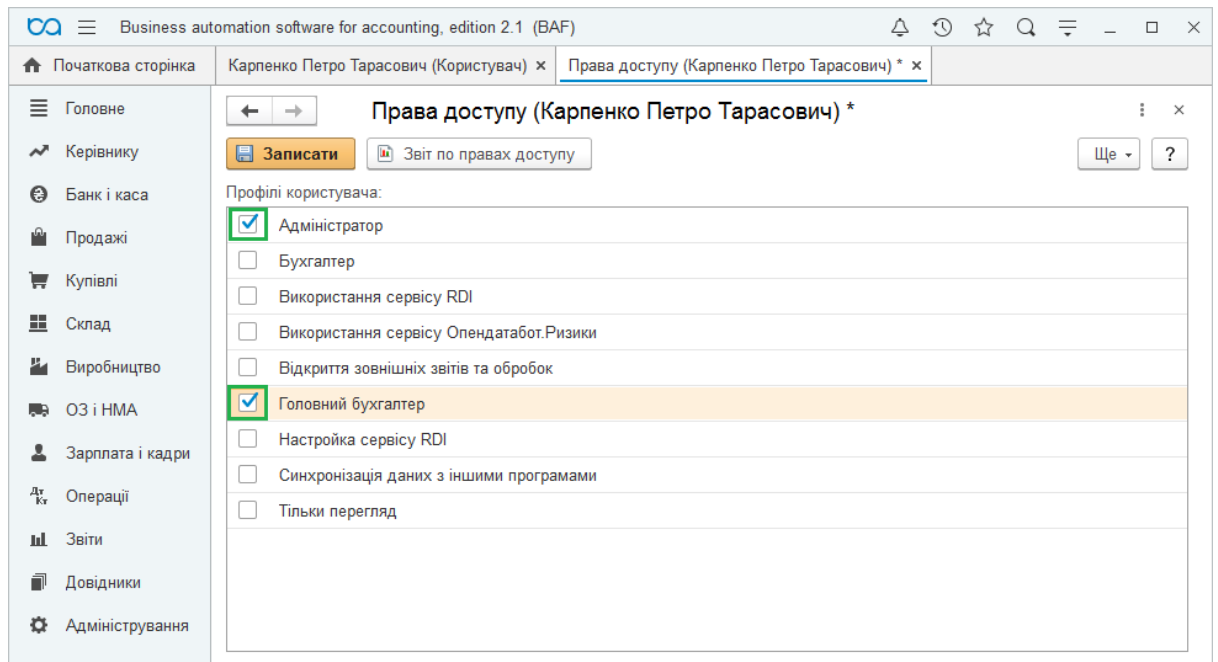 Business automation software for accounting, edition 2.1 (BAF)
Початкова сторінка
Карпенко Петро Тарасович (Користувач) ×
Права доступу (Карпенко Петро Тарасович) * ×
Головне
Керівнику
Банк і каса
Продажі
Купівлі
Склад
Виробництво
ОЗ і НМА
Зарплата і кадри
Дт Кт Операції
Звіти
Довідники
Адміністрування
Права доступу (Карпенко Петро Тарасович) *
Записати
Звіт по правах доступу
Ще
?
Профілі користувача:
Адміністратор
Бухгалтер
Використання сервісу RDI
Використання сервісу Опендатабот.Ризики
Відкриття зовнішніх звітів та обробок
Головний бухгалтер
Настройка сервісу RDI
Синхронізація даних з іншими програмами
Тільки перегляд